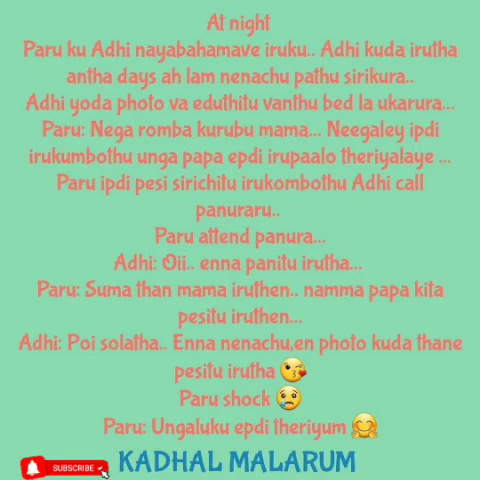 At night
Paru ku Adhi nayabahamave iruku.. Adhi kuda irutha
antha days ah lam nenachu pathu sirikura..
Adhi yoda photo va eduthitu vanthu bed la ukarura...
Paru: Nega romba kurubu mama... Neegaley ipdi
irukumbothu unga papa epdi irupaalo theriyalaye ...
Paru ipdi pesi sirichitu irukombothu Adhi call
panuraru..
Paru attend panura...
Adhi: Oii.. enna panitu irutha...
Paru: Suma than mama iruthen.. namma papa kita
pesitu iruthen...
Adhi: Poi solatha.. Enna nenachu,en photo kuda thane
pesitu irutha 😘
Paru shock 😢
Paru: Ungaluku epdi theriyum 🤗
SUBSCRIBE
KADHAL MALARUM